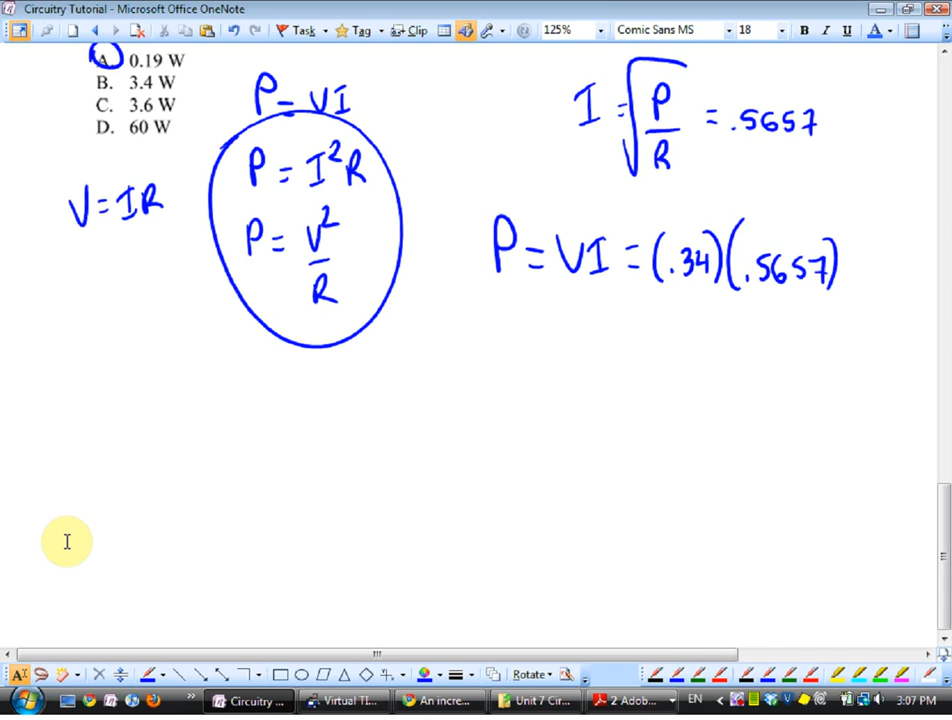 Circuitry Tutorial - Microsoft Office OneNote
Task Tag Clip 125% Comic Sans MS 18 B I U A
A. 0.19 W
B. 3.4 W
C. 3.6 W
D. 60 W
P = VI
P = I²R
P = V²/R
V = IR
I = √(P/R) = .5657
P = VI = (.34)(.5657)
Rotate
Circuitry ... Virtual TI... An incre... Unit 7 Cir... 2 Adob... EN 3:07 PM